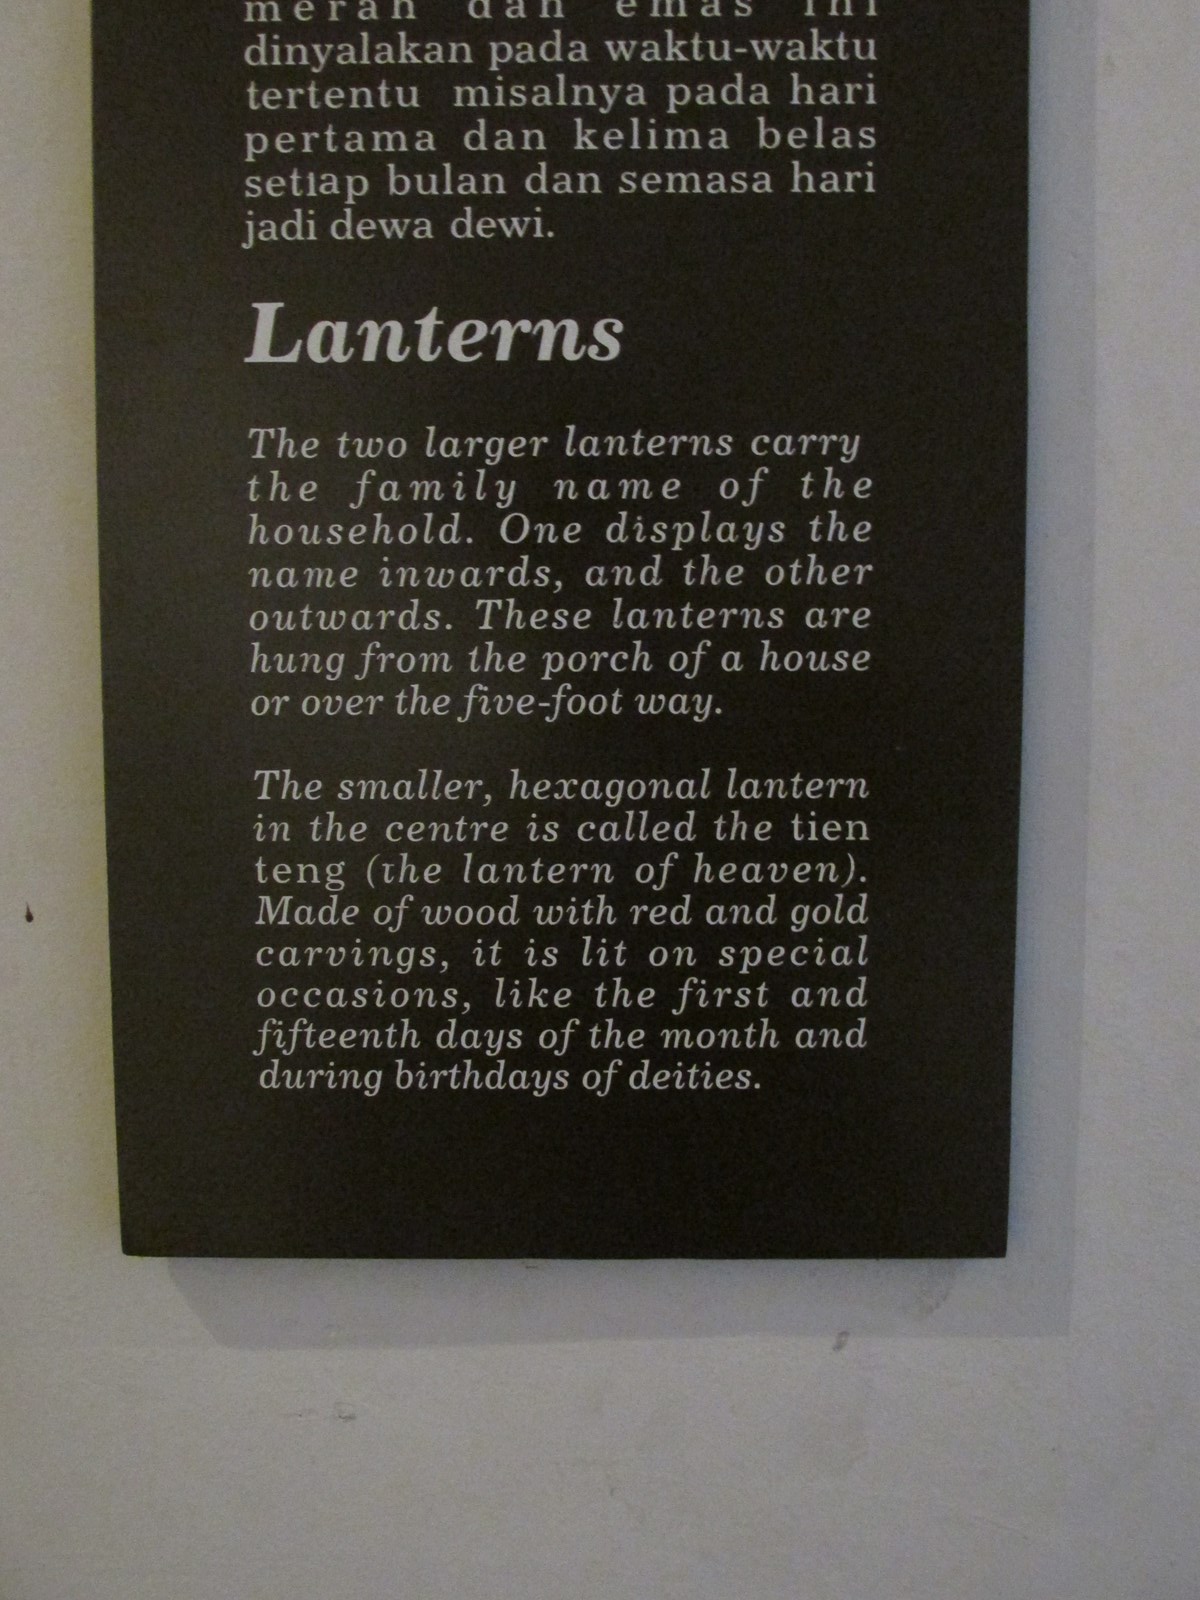 merah dan emas ini
dinyalakan pada waktu-waktu
tertentu misalnya pada hari
pertama dan kelima belas
setiap bulan dan semasa hari
jadi dewa dewi.
Lanterns
The two larger lanterns carry
the family name of the
household. One displays the
name inwards, and the other
outwards. These lanterns are
hung from the porch of a house
or over the five-foot way.
The smaller, hexagonal lantern
in the centre is called the tien
teng (the lantern of heaven).
Made of wood with red and gold
carvings, it is lit on special
occasions, like the first and
fifteenth days of the month and
during birthdays of deities.